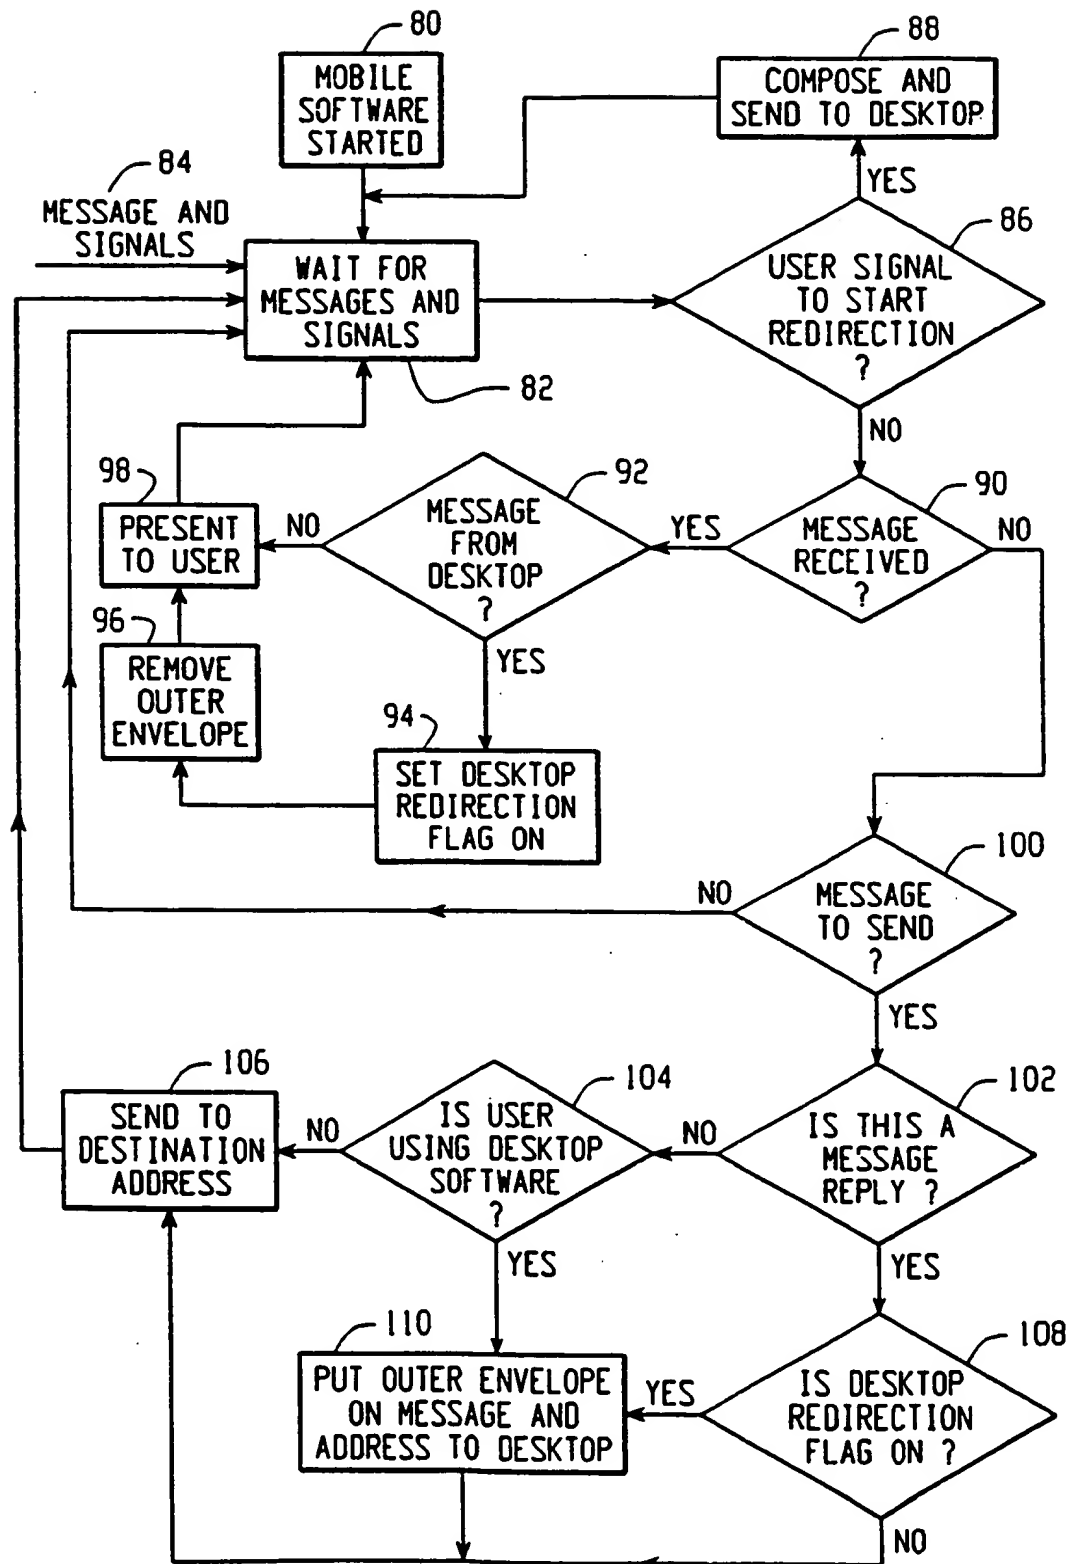 80
MOBILE
SOFTWARE
STARTED
88
COMPOSE AND
SEND TO DESKTOP
84
MESSAGE AND
SIGNALS
YES
86
WAIT FOR
MESSAGES AND
SIGNALS
82
USER SIGNAL
TO START
REDIRECTION
?
NO
98
PRESENT
TO USER
NO
92
MESSAGE
FROM
DESKTOP
?
YES
90
MESSAGE
RECEIVED
?
NO
96
REMOVE
OUTER
ENVELOPE
YES
94
SET DESKTOP
REDIRECTION
FLAG ON
100
NO
MESSAGE
TO SEND
?
YES
106
SEND TO
DESTINATION
ADDRESS
NO
104
IS USER
USING DESKTOP
SOFTWARE
?
NO
102
IS THIS A
MESSAGE
REPLY ?
YES
YES
110
PUT OUTER ENVELOPE
ON MESSAGE AND
ADDRESS TO DESKTOP
YES
108
IS DESKTOP
REDIRECTION
FLAG ON ?
NO